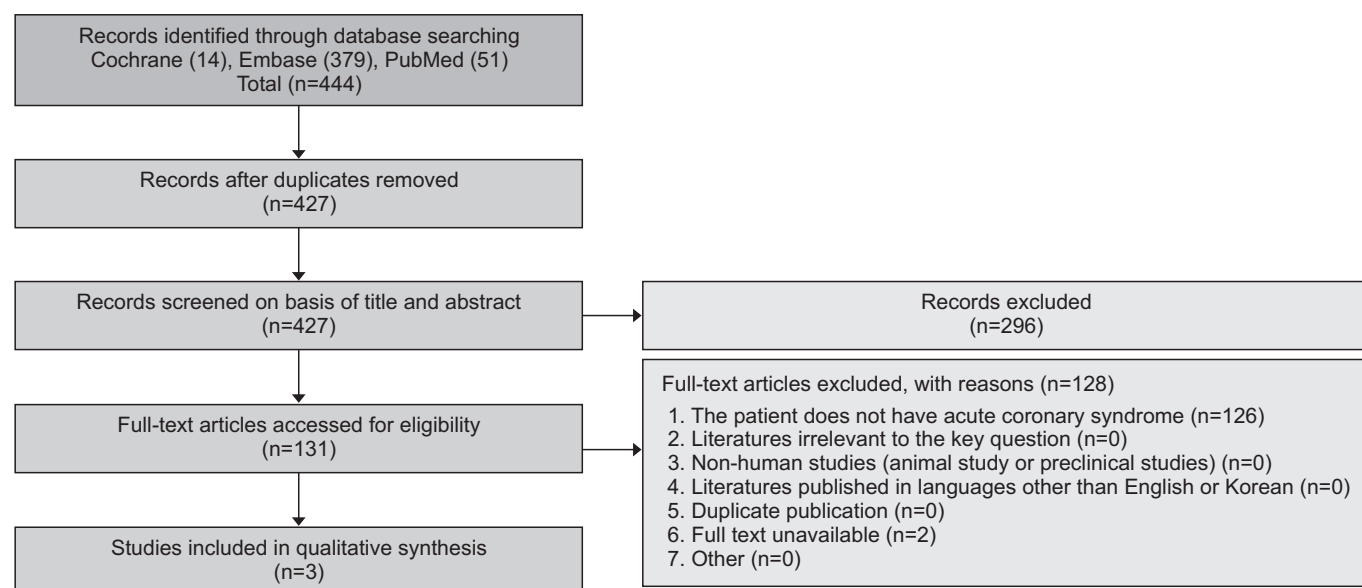 Records identified through database searching
Cochrane (14), Embase (379), PubMed (51)
Total (n=444)
Records after duplicates removed
(n=427)
Records screened on basis of title and abstract
(n=427)
Records excluded
(n=296)
Full-text articles accessed for eligibility
(n=131)
Full-text articles excluded, with reasons (n=128)
1. The patient does not have acute coronary syndrome (n=126)
2. Literatures irrelevant to the key question (n=0)
3. Non-human studies (animal study or preclinical studies) (n=0)
4. Literatures published in languages other than English or Korean (n=0)
5. Duplicate publication (n=0)
6. Full text unavailable (n=2)
7. Other (n=0)
Studies included in qualitative synthesis
(n=3)